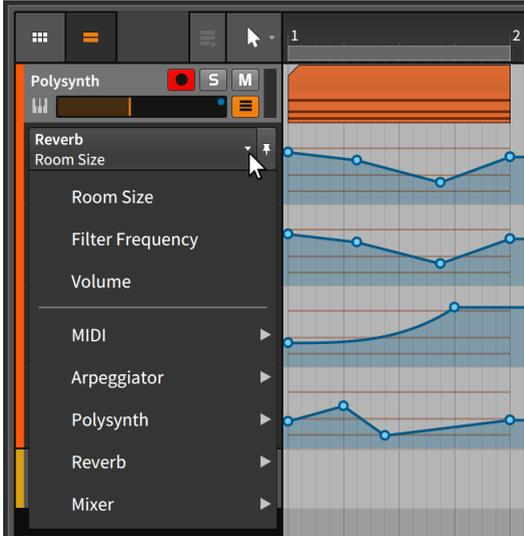 1
2
Polysynth
S
M
Reverb
Room Size
Room Size
Filter Frequency
Volume
MIDI
Arpeggiator
Polysynth
Reverb
Mixer